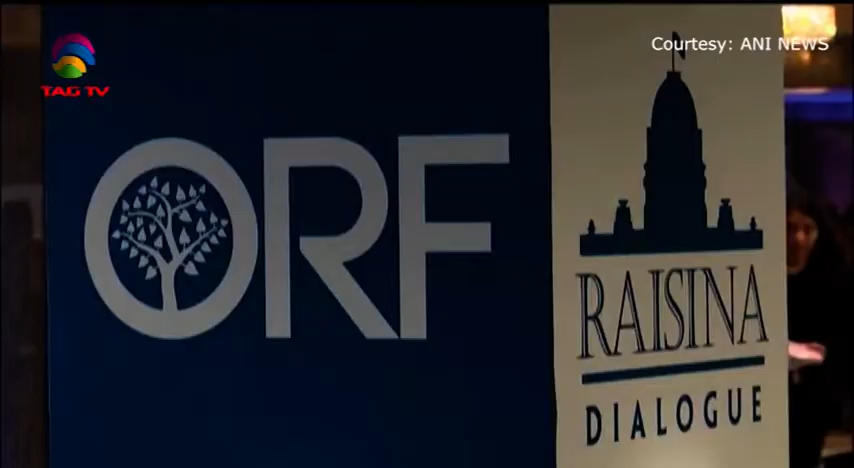 Courtesy: ANI NEWS
TAG TV
ORF
RAISINA
DIALOGUE